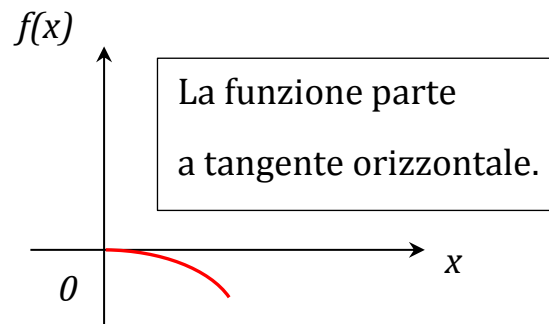 f(x)
La funzione parte
a tangente orizzontale.
x
0